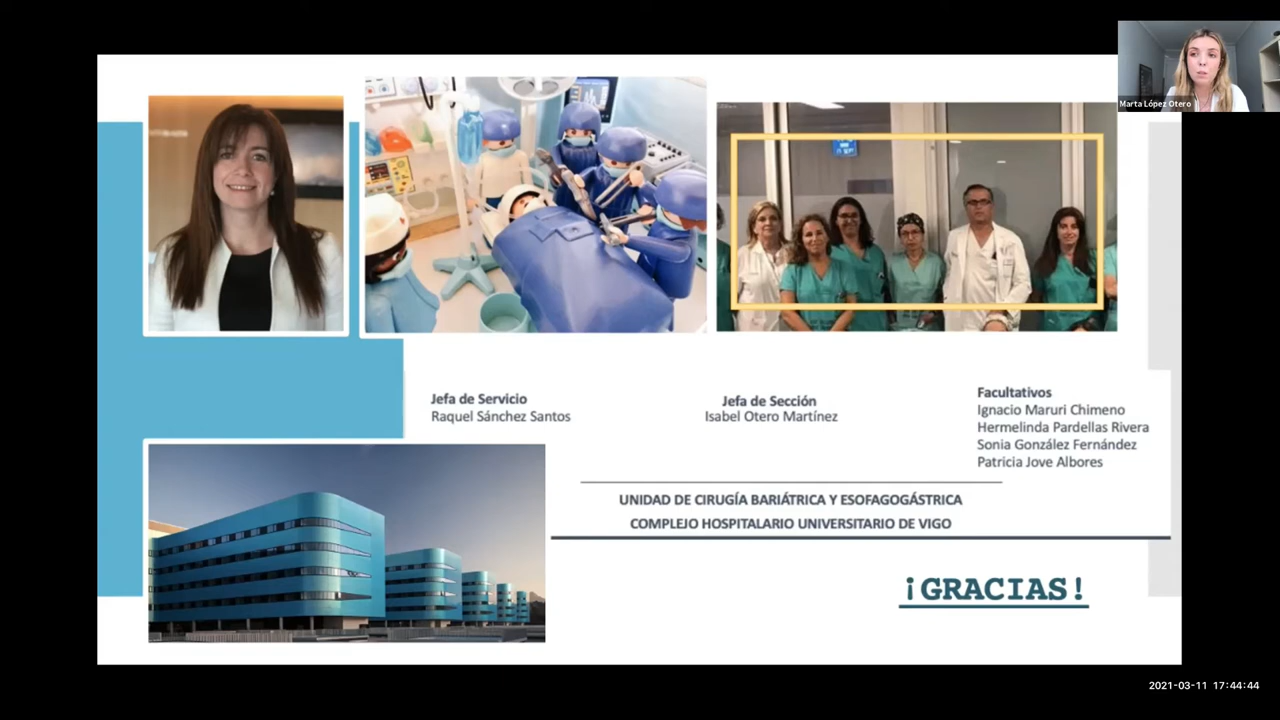 Marta López Otero
Jefa de Servicio
Raquel Sánchez Santos
Jefa de Sección
Isabel Otero Martínez
Facultativos
Ignacio Maruri Chimeno
Hermelinda Pardellas Rivera
Sonia González Fernández
Patricia Jove Albores
UNIDAD DE CIRUGÍA BARIÁTRICA Y ESOFAGOGÁSTRICA
COMPLEJO HOSPITALARIO UNIVERSITARIO DE VIGO
¡GRACIAS!
2021-03-11 17:44:44